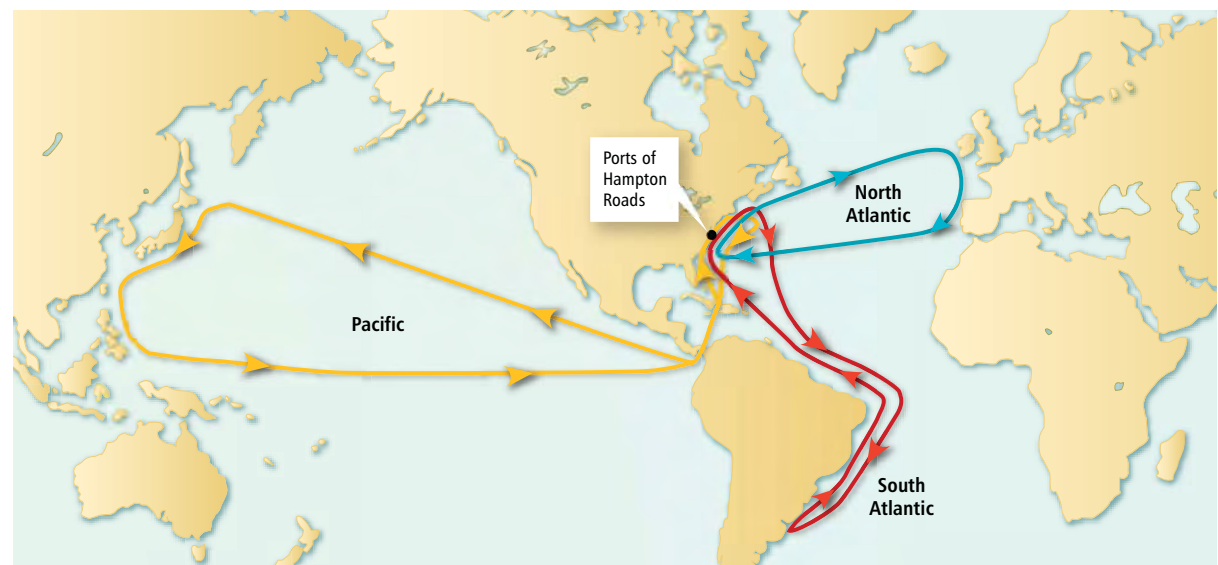 Ports of
Hampton
Roads
North
Atlantic
Pacific
South
Atlantic